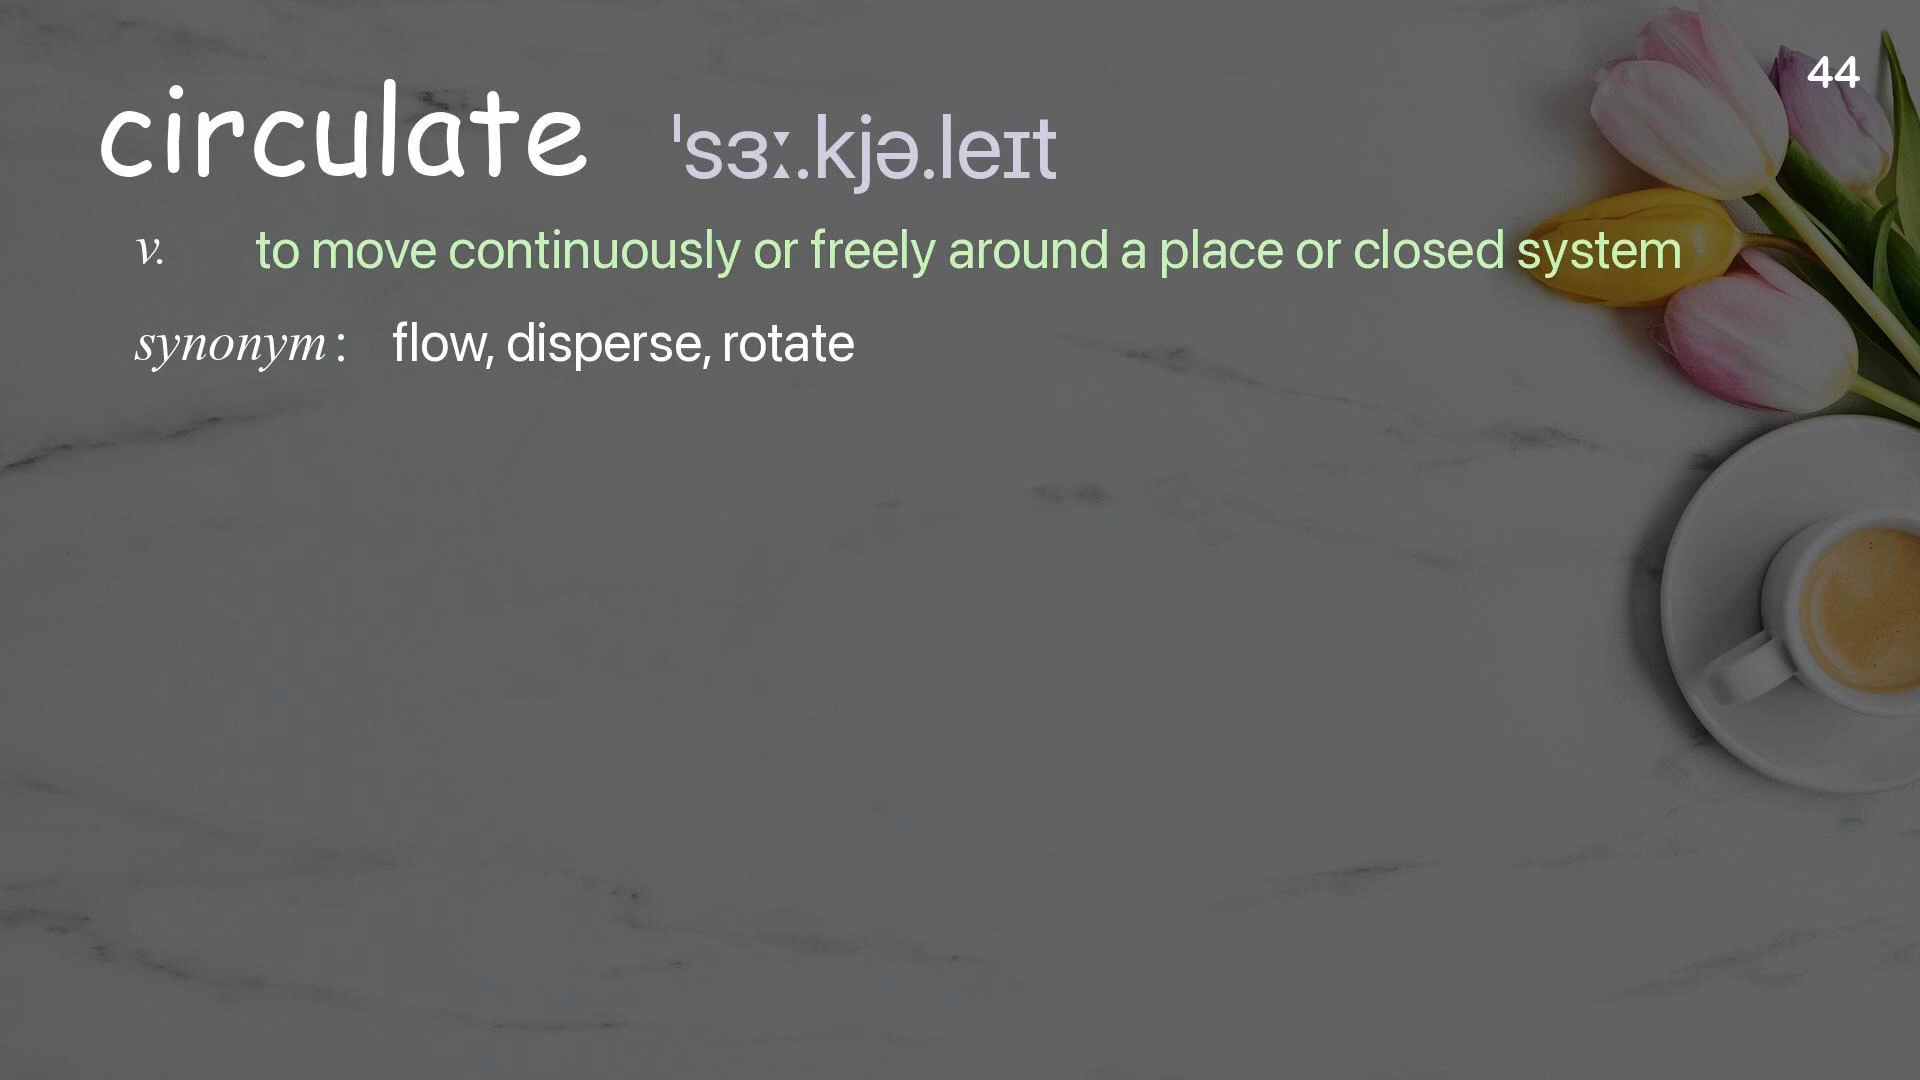 44
circulate ˈsɜː.kjə.leɪt
v. to move continuously or freely around a place or closed system
synonym : flow, disperse, rotate